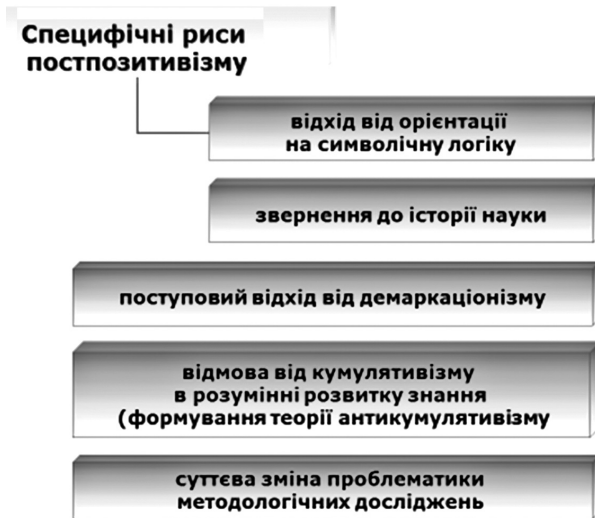 Специфічні риси
постпозитивізму
відхід від орієнтації
на символічну логіку
звернення до історії науки
поступовий відхід від демаркаціонізму
відмова від кумулятивізму
в розумінні розвитку знання
(формування теорії антикумулятивізму
суттєва зміна проблематики
методологічних досліджень